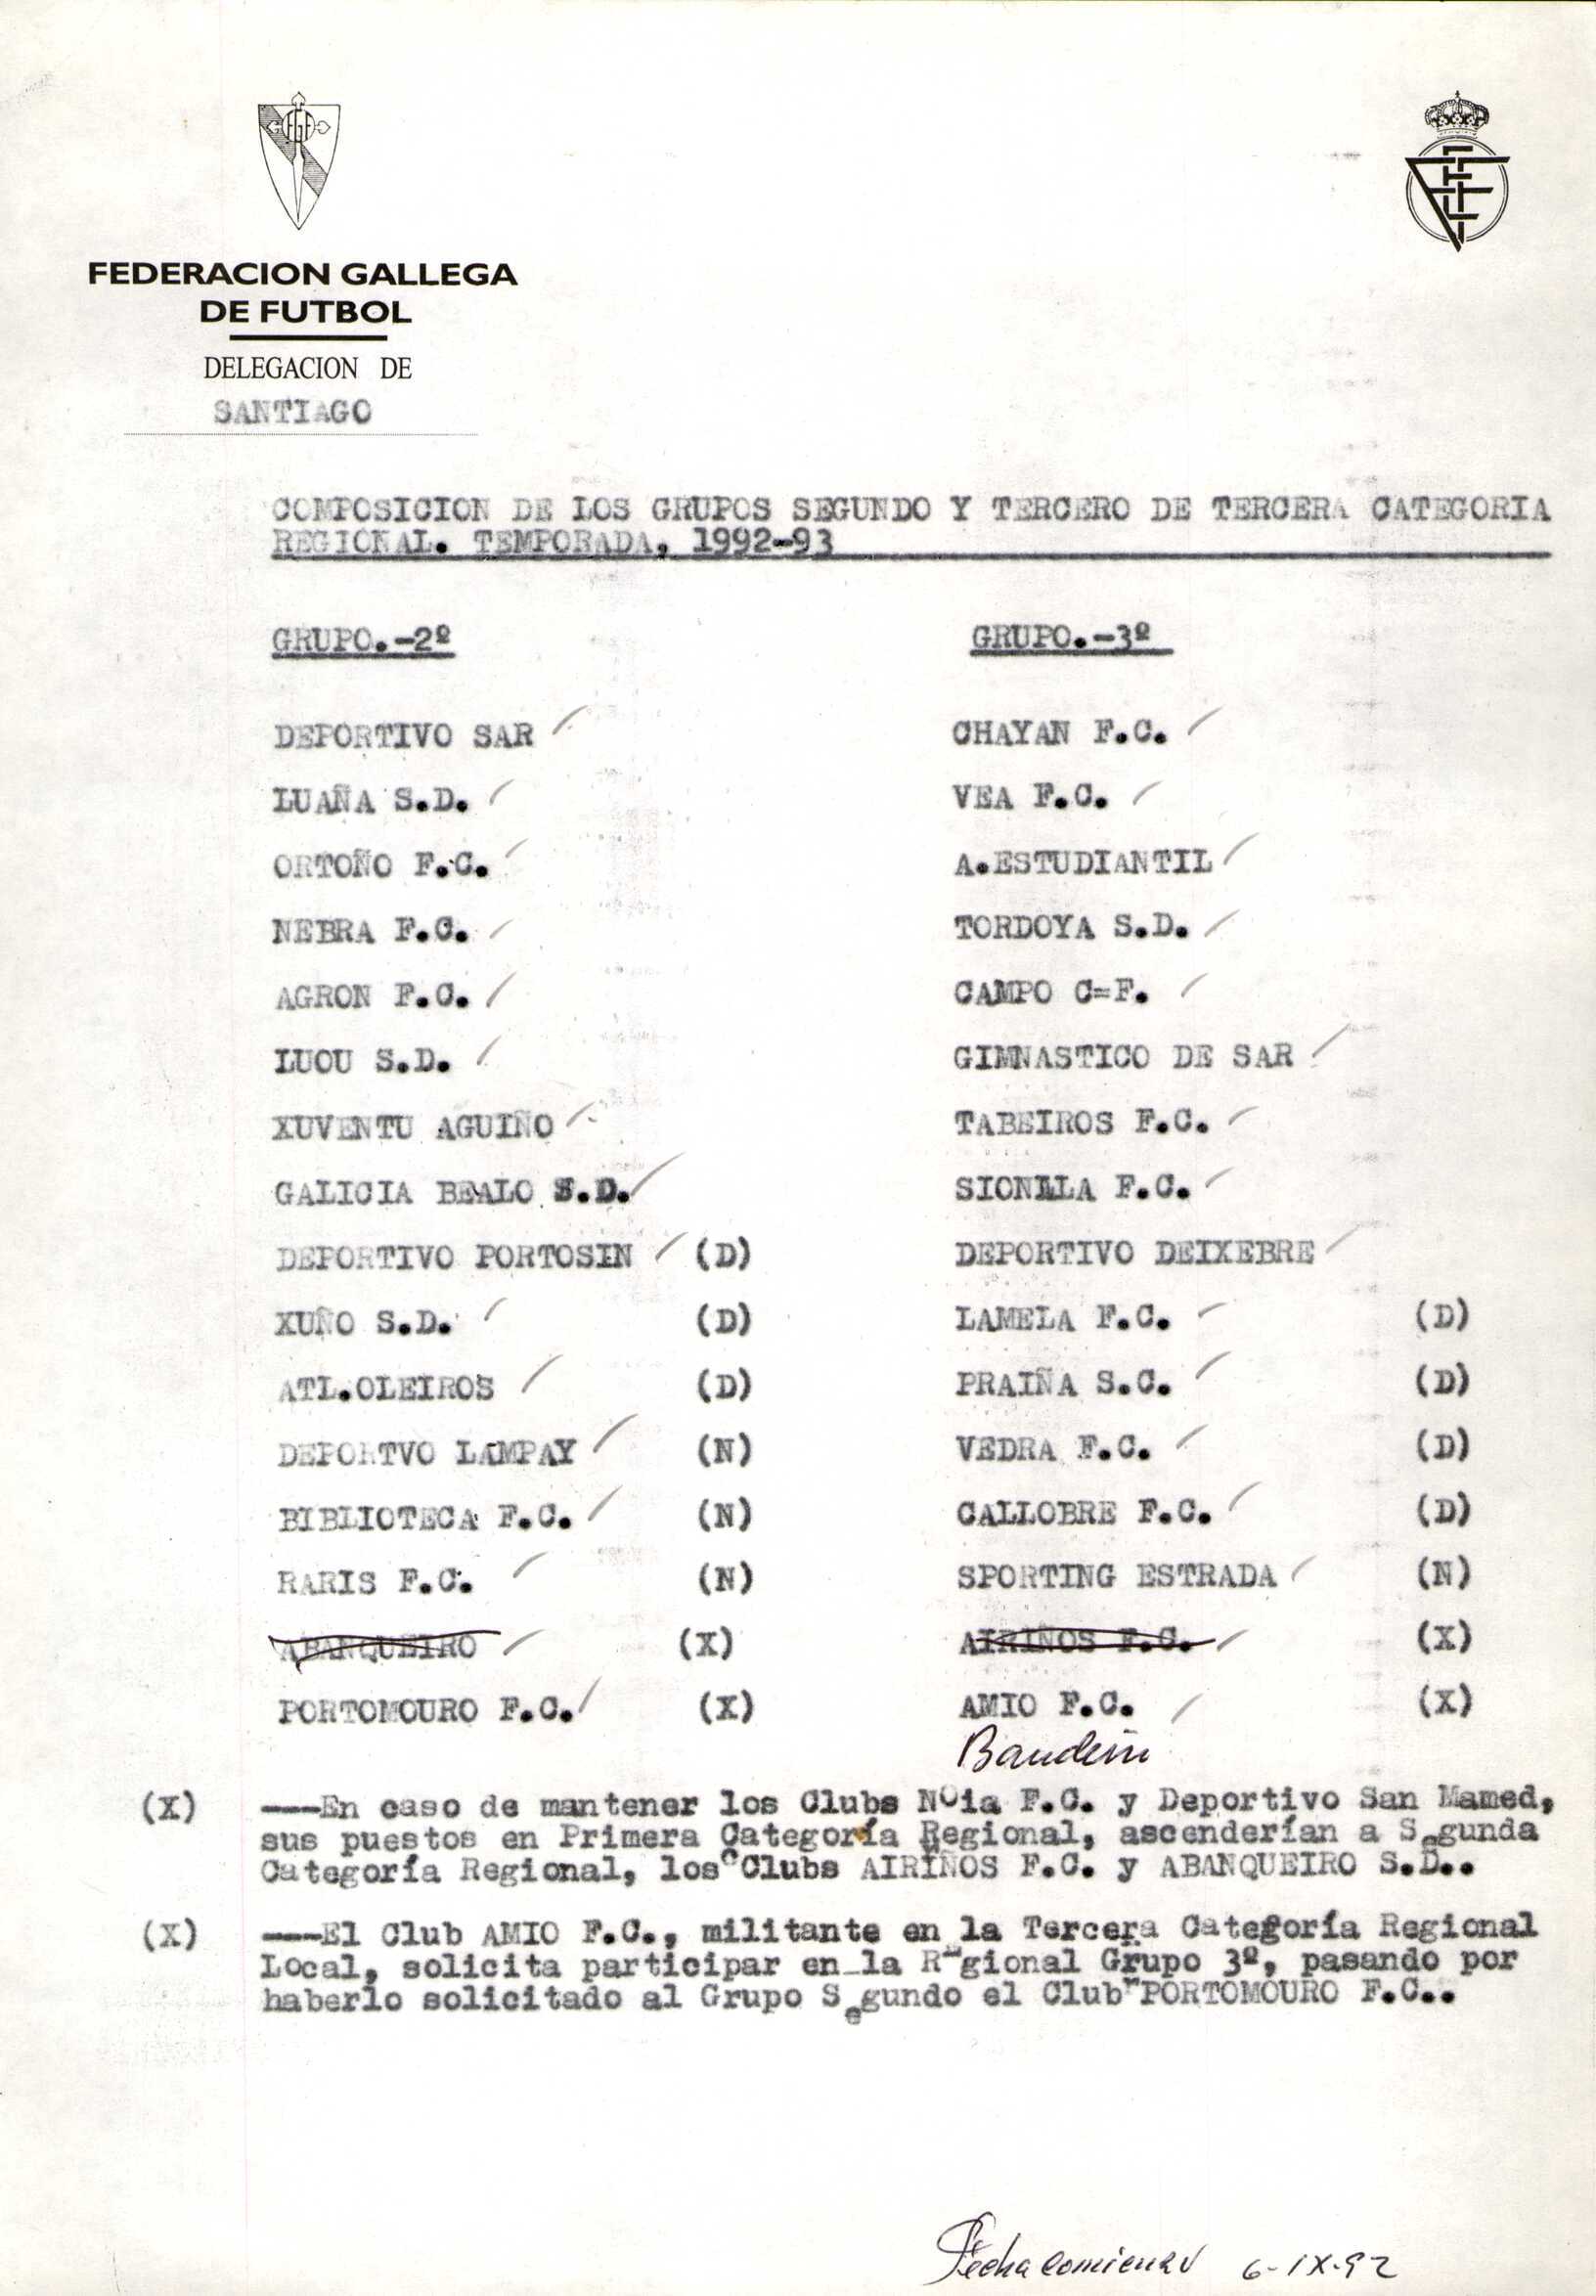 FEDERACION GALLEGA
DE FUTBOL
DELEGACION DE
SANTIAGO
COMPOSICION DE LOS GRUPOS SEGUNDO Y TERCERO DE TERCERA CATEGORIA
REGIONAL. TEMPORADA, 1992-93
GRUPO.-2º
DEPORTIVO SAR
LUAÑA S.D.
ORTOÑO F.C.
NEBRA F.C.
AGRON F.C.
LUOU S.D.
XUVENTU AGUIÑO
GALICIA BEALO S.D.
DEPORTIVO PORTOSIN (D)
XUÑO S.D. (D)
ATL.OLEIROS (D)
DEPORTVO LAMPAY (N)
BIBLIOTECA F.C. (N)
RARIS F.C. (N)
ABANQUEIRO (X)
PORTOMOURO F.C. (X)
GRUPO.-3º
CHAYAN F.C.
VEA F.C.
A.ESTUDIANTIL
TORDOYA S.D.
CAMPO C=F.
GIMNASTICO DE SAR
TABEIROS F.C.
SIONLLA F.C.
DEPORTIVO DEIXEBRE
LAMELA F.C. (D)
PRAIÑA S.C. (D)
VEDRA F.C. (D)
CALLOBRE F.C. (D)
SPORTING ESTRADA (N)
AIRIÑOS F.C. (X)
AMIO F.C. (X)
(X) ---En caso de mantener los Clubs Noia F.C. y Deportivo San Mamed,
sus puestos en Primera Categoría Regional, ascenderían a Segunda
Categoría Regional, los Clubs AIRIÑOS F.C. y ABANQUEIRO S.D..
(X) ---El Club AMIO F.C., militante en la Tercera Categoría Regional
Local, solicita participar en la Regional Grupo 3º, pasando por
haberlo solicitado al Grupo Segundo el Club PORTOMOURO F.C..
Fecha comienzo 6-IX-92